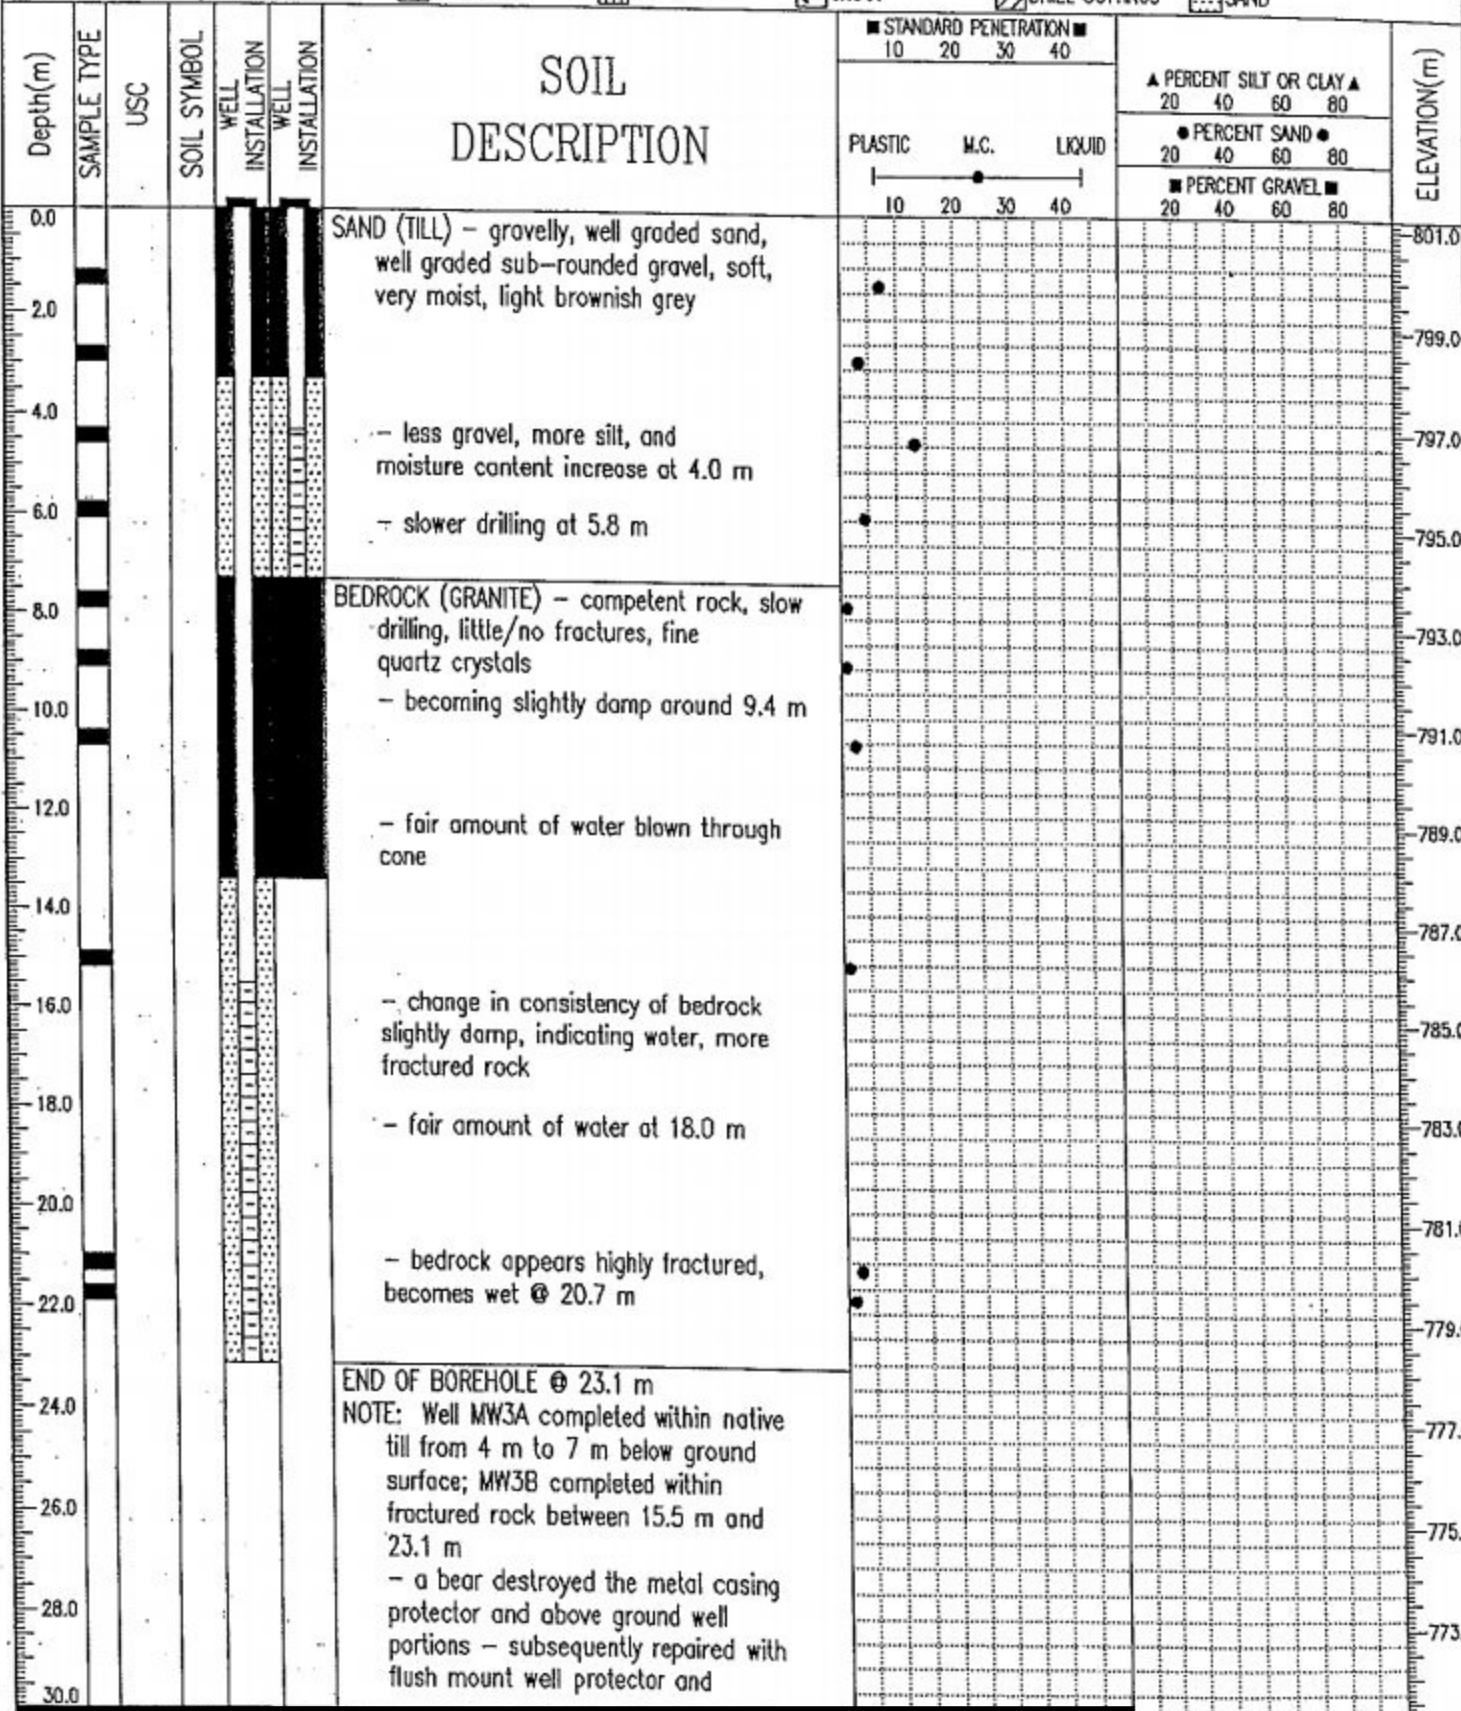 SAND
Depth(m)
SAMPLE TYPE
USC
SOIL SYMBOL
WELL
INSTALLATION
WELL
INSTALLATION
SOIL
DESCRIPTION
■ STANDARD PENETRATION ■
10 20 30 40
PLASTIC M.C. LIQUID
10 20 30 40
▲ PERCENT SILT OR CLAY ▲
20 40 60 80
● PERCENT SAND ●
20 40 60 80
■ PERCENT GRAVEL ■
20 40 60 80
ELEVATION(m)
0.0
2.0
4.0
6.0
8.0
10.0
12.0
14.0
16.0
18.0
20.0
22.0
24.0
26.0
28.0
30.0
SAND (TILL) – gravelly, well graded sand,
well graded sub–rounded gravel, soft,
very moist, light brownish grey
– less gravel, more silt, and
moisture content increase at 4.0 m
– slower drilling at 5.8 m
BEDROCK (GRANITE) – competent rock, slow
drilling, little/no fractures, fine
quartz crystals
– becoming slightly damp around 9.4 m
– fair amount of water blown through
cone
– change in consistency of bedrock
slightly damp, indicating water, more
fractured rock
– fair amount of water at 18.0 m
– bedrock appears highly fractured,
becomes wet @ 20.7 m
END OF BOREHOLE @ 23.1 m
NOTE: Well MW3A completed within native
till from 4 m to 7 m below ground
surface; MW3B completed within
fractured rock between 15.5 m and
23.1 m
– a bear destroyed the metal casing
protector and above ground well
portions – subsequently repaired with
flush mount well protector and
801.0
799.0
797.0
795.0
793.0
791.0
789.0
787.0
785.0
783.0
781.
779.
777.
775.
773.